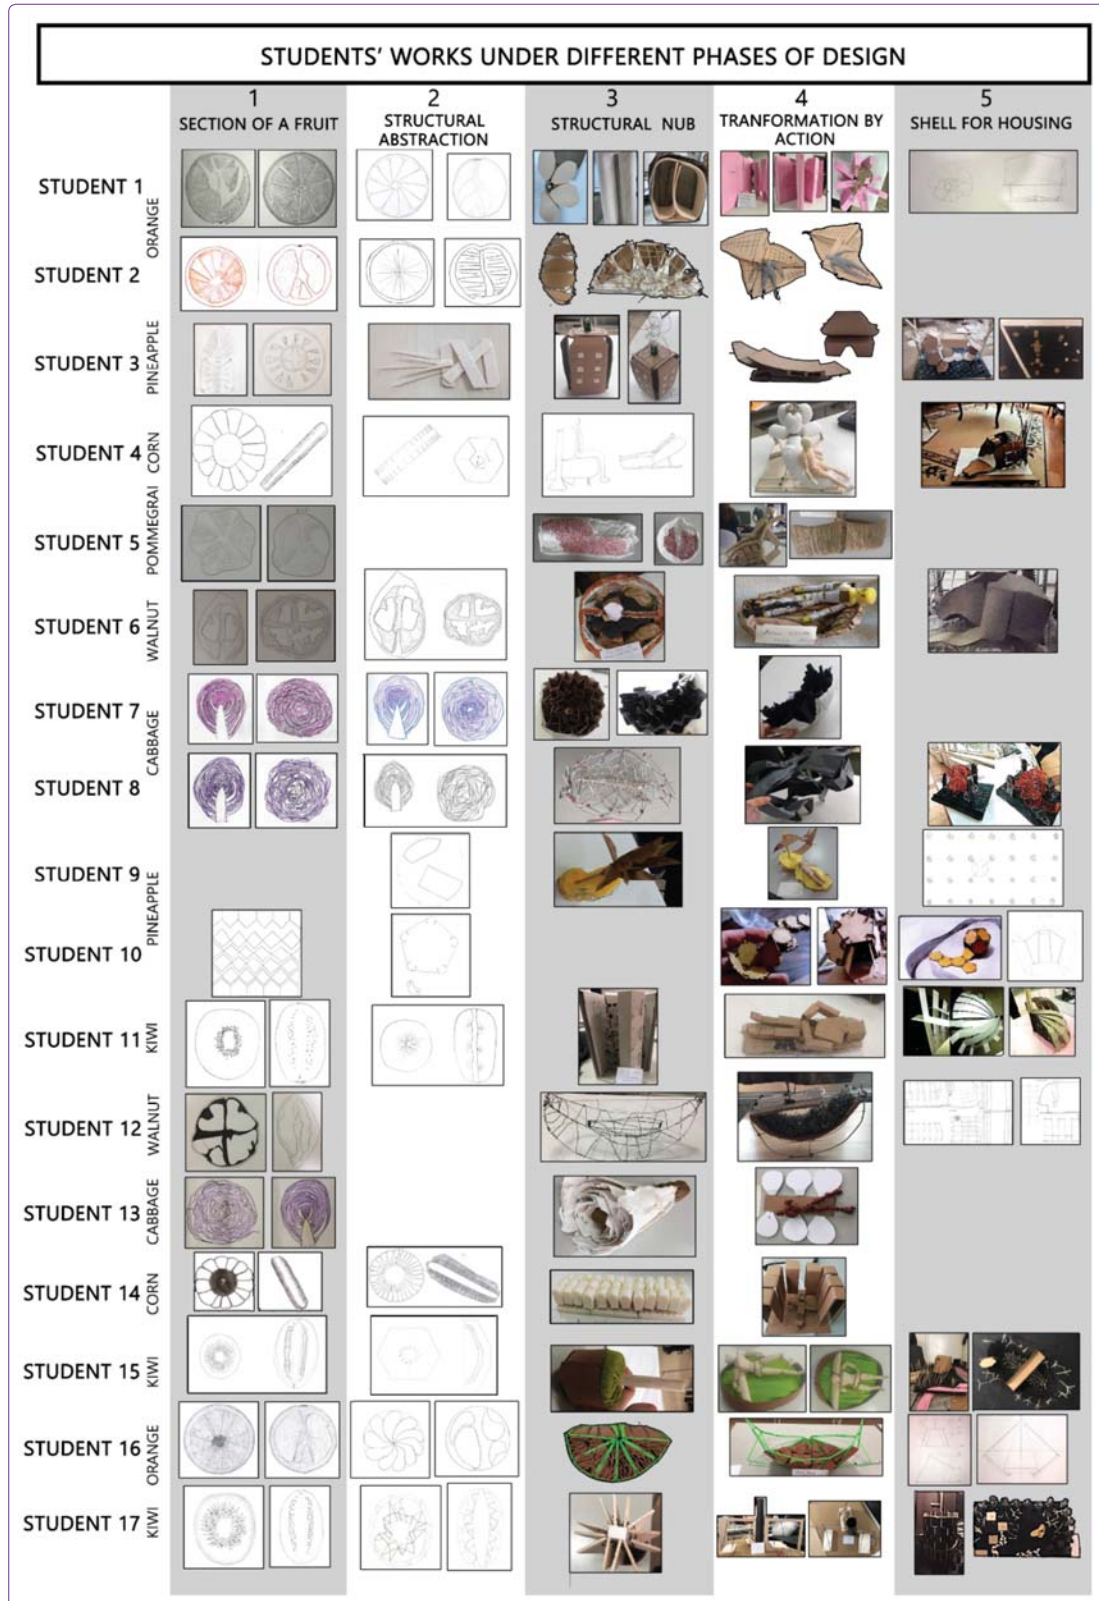 STUDENTS' WORKS UNDER DIFFERENT PHASES OF DESIGN
1
SECTION OF A FRUIT
2
STRUCTURAL
ABSTRACTION
3
STRUCTURAL NUB
4
TRANFORMATION BY
ACTION
5
SHELL FOR HOUSING
STUDENT 1
ORANGE
STUDENT 2
STUDENT 3
PINEAPPLE
STUDENT 4
CORN
STUDENT 5
POMMEGRAI
STUDENT 6
WALNUT
STUDENT 7
CABBAGE
STUDENT 8
STUDENT 9
PINEAPPLE
STUDENT 10
STUDENT 11
KIWI
STUDENT 12
WALNUT
STUDENT 13
CABBAGE
STUDENT 14
CORN
STUDENT 15
KIWI
STUDENT 16
ORANGE
STUDENT 17
KIWI